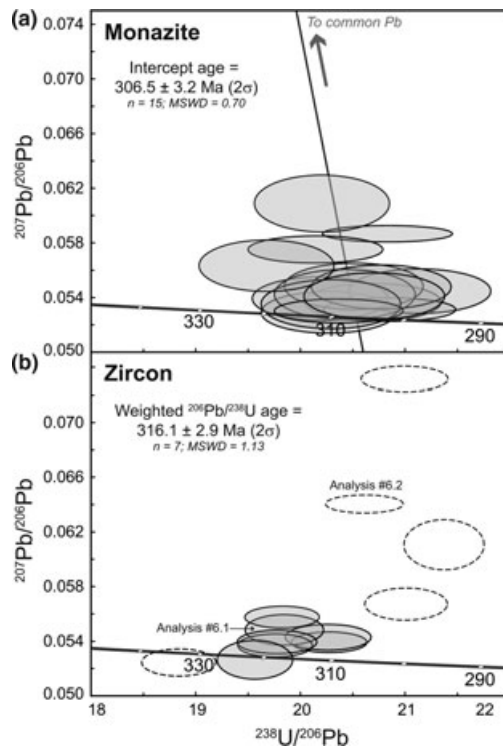 (a)
0.074
Monazite
To common Pb
Intercept age =
306.5 ± 3.2 Ma (2σ)
n = 15; MSWD = 0.70
0.070
0.066
0.062
0.058
0.054
0.050
207Pb/206Pb
330
310
290
(b)
Zircon
Weighted 206Pb/238U age =
316.1 ± 2.9 Ma (2σ)
n = 7; MSWD = 1.13
0.070
0.066
0.062
0.058
0.054
0.050
207Pb/206Pb
Analysis #6.2
Analysis #6.1
330
310
290
18 19 20 21 22
238U/206Pb